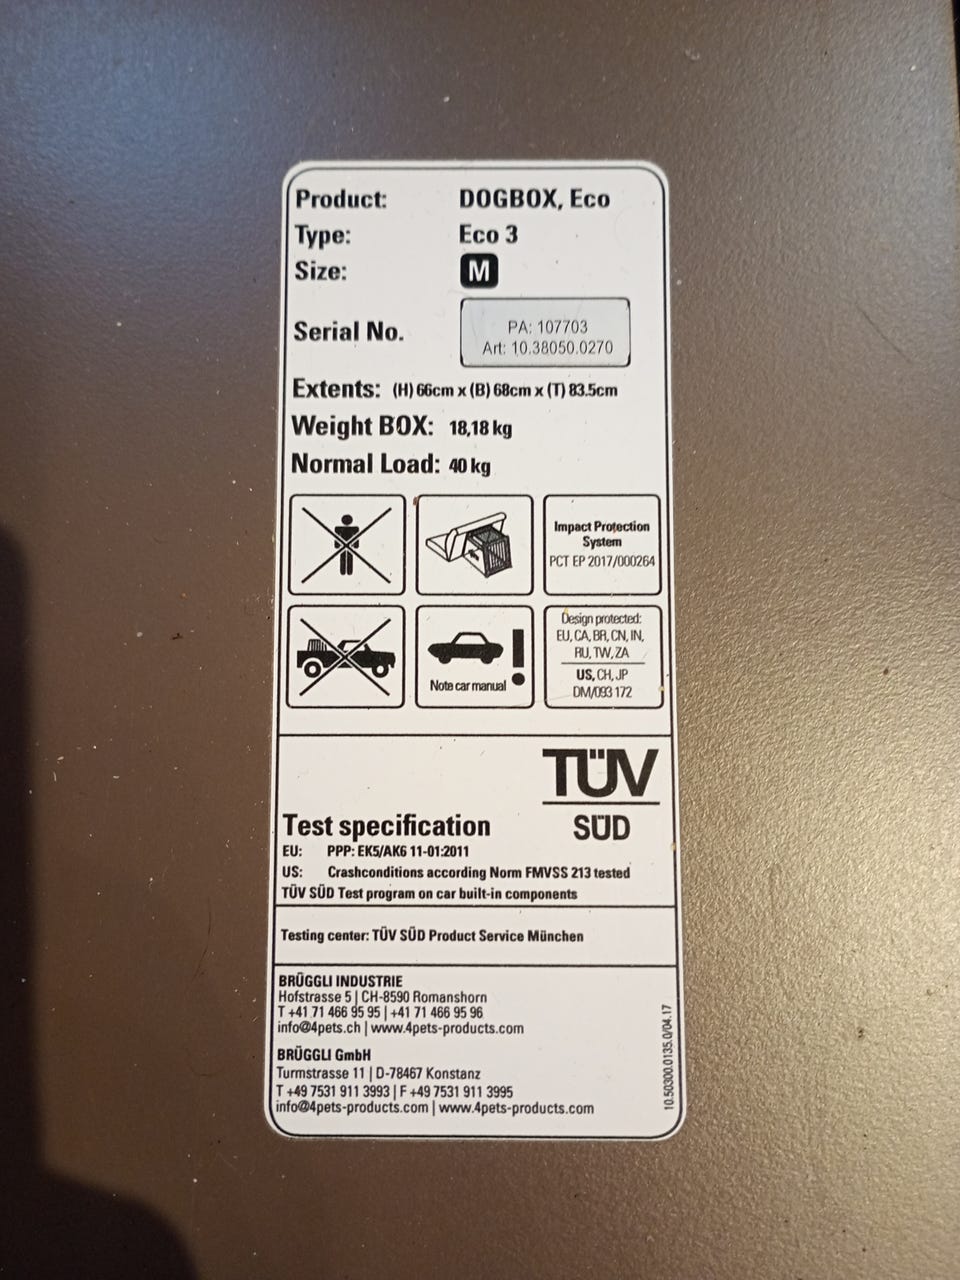 Product: DOGBOX, Eco
Type: Eco 3
Size: M
Serial No. PA: 107703
Art: 10.38050.0270
Extents: (H) 66cm x (B) 68cm x (T) 83.5cm
Weight BOX: 18,18 kg
Normal Load: 40 kg
Impact Protection
System
PCT EP 2017/000264
Note car manual !
Design protected:
EU, CA, BR, CN, IN,
RU, TW, ZA
US, CH, JP
DM/093 172
TÜV
SÜD
Test specification
EU: PPP: EK5/AK6 11-01:2011
US: Crashconditions according Norm FMVSS 213 tested
TÜV SÜD Test program on car built-in components
Testing center: TÜV SÜD Product Service München
BRÜGGLI INDUSTRIE
Hofstrasse 5 | CH-8590 Romanshorn
T +41 71 466 95 95 | +41 71 466 95 96
info@4pets.ch | www.4pets-products.com
BRÜGGLI GmbH
Turmstrasse 11 | D-78467 Konstanz
T +49 7531 911 3993 | F +49 7531 911 3995
info@4pets-products.com | www.4pets-products.com
10.50300.0135.0/04.17